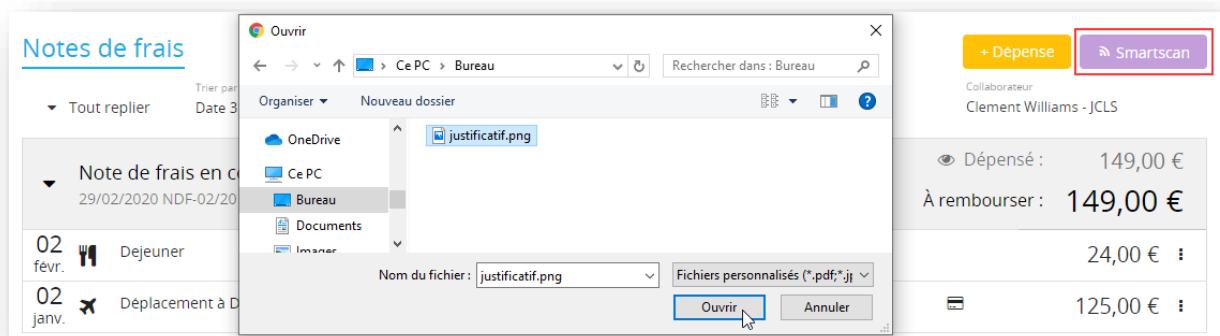 Notes de frais
+ Dépense
Smartscan
Trier par
Collaborateur
Tout replier
Date 3
Clement Williams - JCLS
Note de frais en c
29/02/2020 NDF-02/20
Dépensé :
149,00 €
À rembourser :
149,00 €
02
févr.
Dejeuner
24,00 €
02
janv.
Déplacement à D
125,00 €
Ouvrir
Ce PC > Bureau
Rechercher dans : Bureau
Organiser
Nouveau dossier
OneDrive
Ce PC
Bureau
Documents
Images
justificatif.png
Nom du fichier : justificatif.png
Fichiers personnalisés (*.pdf;*.jp
Ouvrir
Annuler